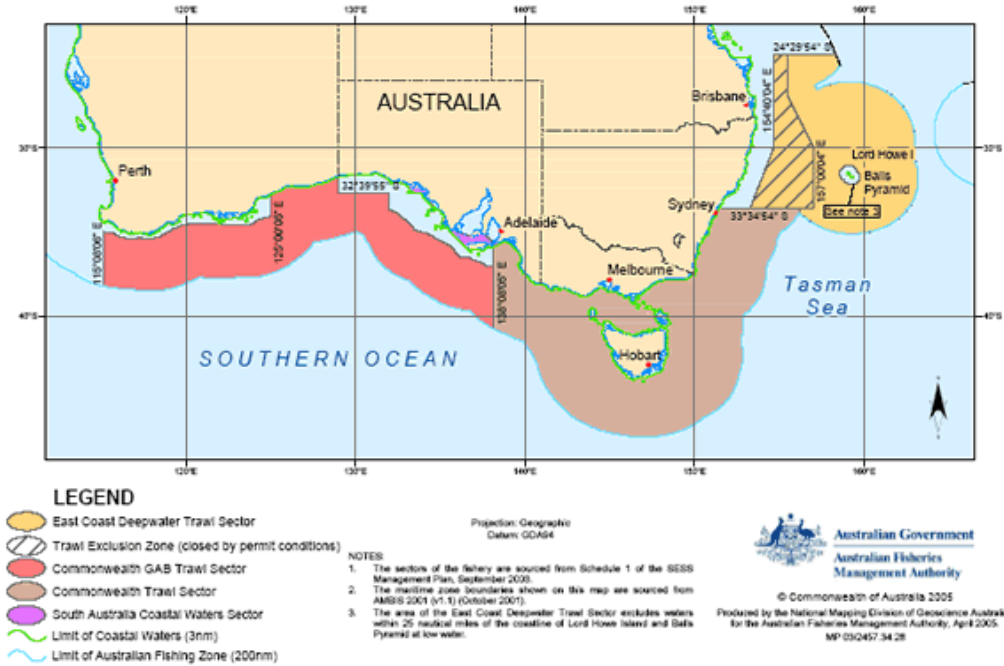 120°E
130°E
140°E
150°E
160°E
24°29'54" S
AUSTRALIA
Brisbane
154°40'04" E
30°S
30°S
Perth
Lord Howe I
Balls
Pyramid
157°00'04" E
32°39'55" S
See note 3
Sydney
33°34'54" S
Adelaide
115°08'06" E
125°00'06" E
138°08'05" E
Melbourne
Tasman
Sea
40°S
40°S
SOUTHERN OCEAN
Hobart
120°E
130°E
140°E
150°E
160°E
LEGEND
East Coast Deepwater Trawl Sector
Trawl Exclusion Zone (closed by permit conditions)
Commonwealth GAB Trawl Sector
Commonwealth Trawl Sector
South Australia Coastal Waters Sector
Limit of Coastal Waters (3nm)
Limit of Australian Fishing Zone (200nm)
Projection: Geographic
Datum: GDA94
NOTES:
1. The sectors of the fishery are sourced from Schedule 1 of the SESS
Management Plan, September 2003.
2. The maritime zone boundaries shown on this map are sourced from
AMBIS 2001 (v1.1) (October 2001).
3. The area of the East Coast Deepwater Trawl Sector excludes waters
within 25 nautical miles of the coastline of Lord Howe Island and Balls
Pyramid at low water.
Australian Government
Australian Fisheries
Management Authority
© Commonwealth of Australia 2005
Produced by the National Mapping Division of Geoscience Australi
for the Australian Fisheries Management Authority, April 2005.
MP 03/2457.34.28